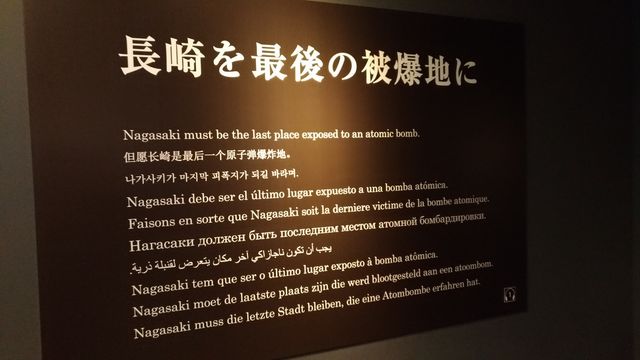 長崎を最後の被爆地に
Nagasaki must be the last place exposed to an atomic bomb.
但愿长崎是最后一个原子弹爆炸地。
나가사키가 마지막 피폭지가 되길 바라며.
Nagasaki debe ser el último lugar expuesto a una bomba atómica.
Faisons en sorte que Nagasaki soit la derniere victime de la bombe atomique.
Нагасаки должен быть последним местом атомной бомбардировки.
يجب أن تكون ناجازاكي آخر مكان يتعرض لقنبلة ذرية.
Nagasaki tem que ser o último lugar exposto à bomba atômica.
Nagasaki moet de laatste plaats zijn die werd blootgesteld aan een atoombom.
Nagasaki muss die letzte Stadt bleiben, die eine Atombombe erfahren hat.